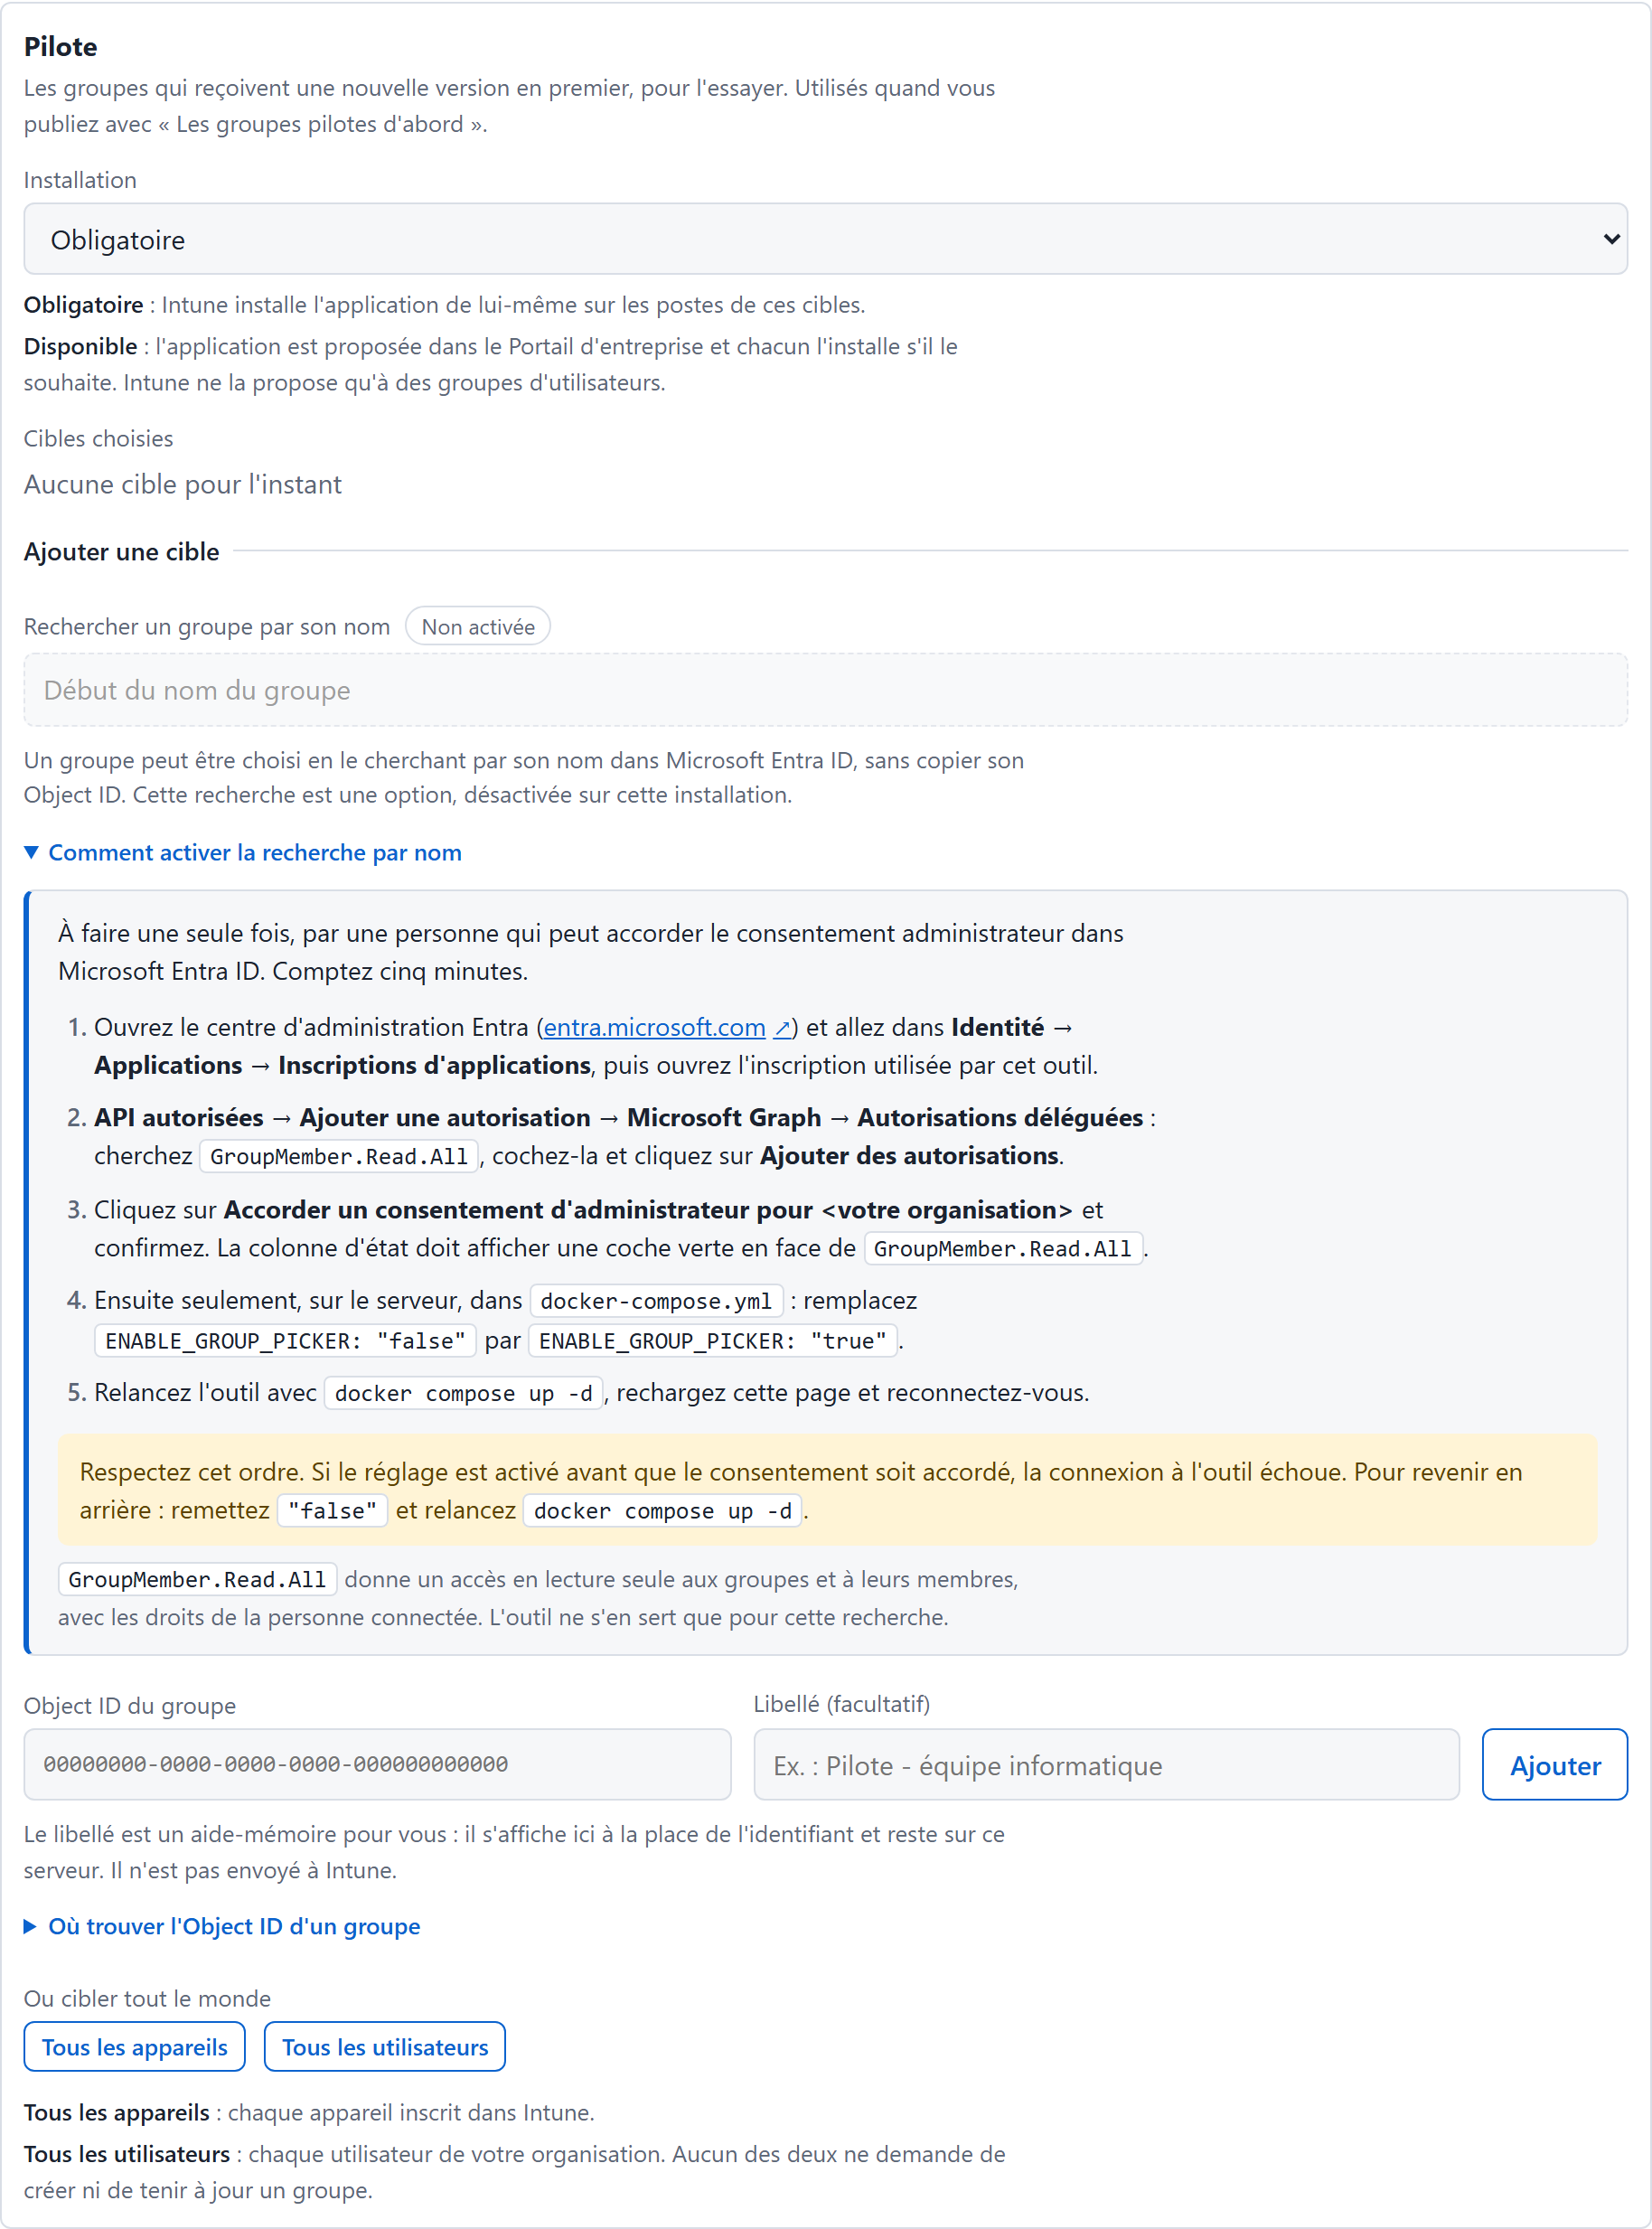 Pilote
Les groupes qui reçoivent une nouvelle version en premier, pour l'essayer. Utilisés quand vous
publiez avec « Les groupes pilotes d'abord ».
Installation
Obligatoire
Obligatoire : Intune installe l'application de lui-même sur les postes de ces cibles.
Disponible : l'application est proposée dans le Portail d'entreprise et chacun l'installe s'il le
souhaite. Intune ne la propose qu'à des groupes d'utilisateurs.
Cibles choisies
Aucune cible pour l'instant
Ajouter une cible
Rechercher un groupe par son nom Non activée
Début du nom du groupe
Un groupe peut être choisi en le cherchant par son nom dans Microsoft Entra ID, sans copier son
Object ID. Cette recherche est une option, désactivée sur cette installation.
▼ Comment activer la recherche par nom
À faire une seule fois, par une personne qui peut accorder le consentement administrateur dans
Microsoft Entra ID. Comptez cinq minutes.
1. Ouvrez le centre d'administration Entra (entra.microsoft.com ↗) et allez dans Identité →
Applications → Inscriptions d'applications, puis ouvrez l'inscription utilisée par cet outil.
2. API autorisées → Ajouter une autorisation → Microsoft Graph → Autorisations déléguées :
cherchez GroupMember.Read.All, cochez-la et cliquez sur Ajouter des autorisations.
3. Cliquez sur Accorder un consentement d'administrateur pour <votre organisation> et
confirmez. La colonne d'état doit afficher une coche verte en face de GroupMember.Read.All.
4. Ensuite seulement, sur le serveur, dans docker-compose.yml : remplacez
ENABLE_GROUP_PICKER: "false" par ENABLE_GROUP_PICKER: "true".
5. Relancez l'outil avec docker compose up -d, rechargez cette page et reconnectez-vous.
Respectez cet ordre. Si le réglage est activé avant que le consentement soit accordé, la connexion à l'outil échoue. Pour revenir en
arrière : remettez "false" et relancez docker compose up -d.
GroupMember.Read.All donne un accès en lecture seule aux groupes et à leurs membres,
avec les droits de la personne connectée. L'outil ne s'en sert que pour cette recherche.
Object ID du groupe
00000000-0000-0000-0000-000000000000
Libellé (facultatif)
Ex. : Pilote - équipe informatique
Ajouter
Le libellé est un aide-mémoire pour vous : il s'affiche ici à la place de l'identifiant et reste sur ce
serveur. Il n'est pas envoyé à Intune.
▶ Où trouver l'Object ID d'un groupe
Ou cibler tout le monde
Tous les appareils Tous les utilisateurs
Tous les appareils : chaque appareil inscrit dans Intune.
Tous les utilisateurs : chaque utilisateur de votre organisation. Aucun des deux ne demande de
créer ni de tenir à jour un groupe.